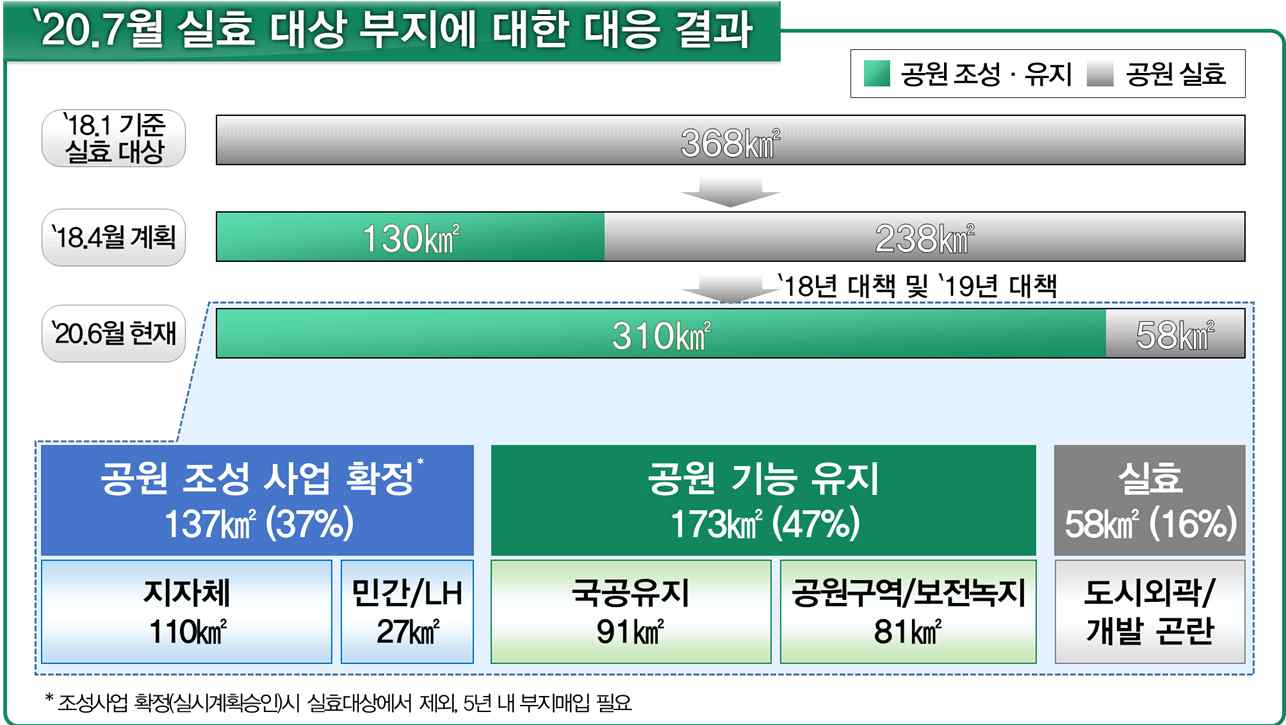 ‘20.7월 실효 대상 부지에 대한 대응 결과
공원 조성 · 유지 공원 실효
‘18.1 기준
실효 대상
368㎢
‘18.4월 계획
130㎢ 238㎢
‘18년 대책 및 ‘19년 대책
‘20.6월 현재
310㎢ 58㎢
공원 조성 사업 확정*
137㎢ (37%)
공원 기능 유지
173㎢ (47%)
실효
58㎢ (16%)
지자체
110㎢
민간/LH
27㎢
국공유지
91㎢
공원구역/보전녹지
81㎢
도시외곽/
개발 곤란
* 조성사업 확정(실시계획승인)시 실효대상에서 제외, 5년 내 부지매입 필요